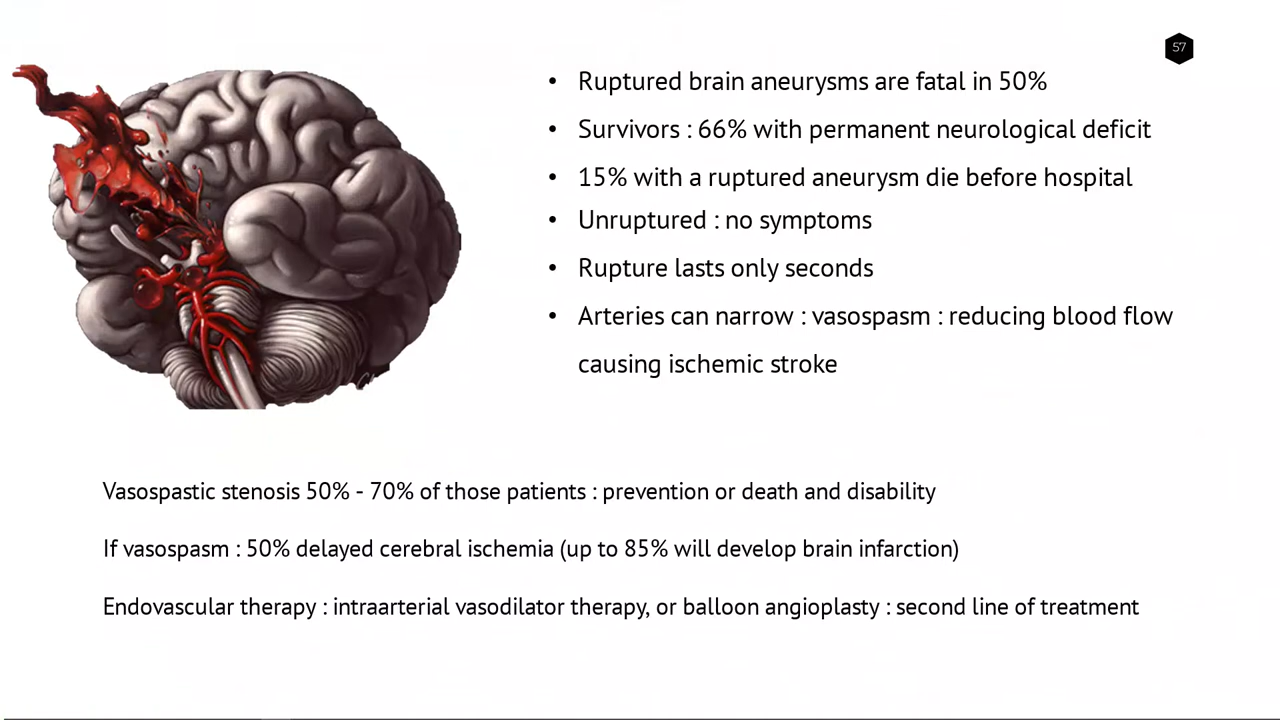 57
• Ruptured brain aneurysms are fatal in 50%
• Survivors : 66% with permanent neurological deficit
• 15% with a ruptured aneurysm die before hospital
• Unruptured : no symptoms
• Rupture lasts only seconds
• Arteries can narrow : vasospasm : reducing blood flow
causing ischemic stroke
Vasospastic stenosis 50% - 70% of those patients : prevention or death and disability
If vasospasm : 50% delayed cerebral ischemia (up to 85% will develop brain infarction)
Endovascular therapy : intraarterial vasodilator therapy, or balloon angioplasty : second line of treatment